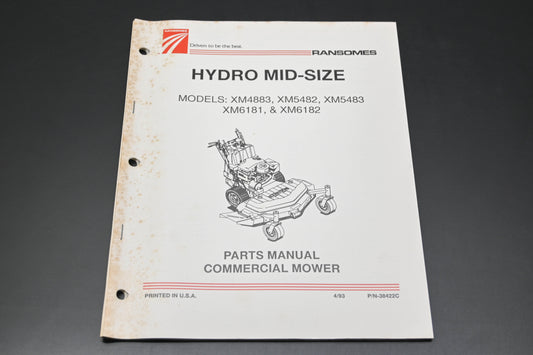 Driven to be the best.
RANSOMES
HYDRO MID-SIZE
MODELS: XM4883, XM5482, XM5483
XM6181, & XM6182
PARTS MANUAL
COMMERCIAL MOWER
PRINTED IN U.S.A. 4/93 P/N-38422C